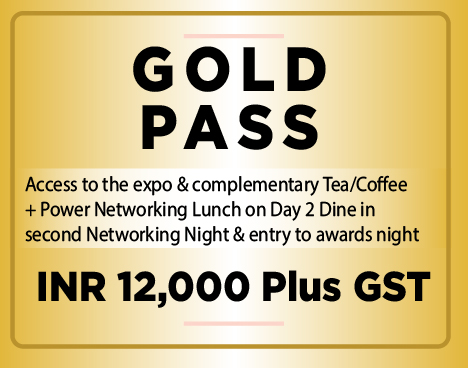 GOLD
PASS
Access to the expo & complementary Tea/Coffee
+ Power Networking Lunch on Day 2 Dine in
second Networking Night & entry to awards night
INR 12,000 Plus GST